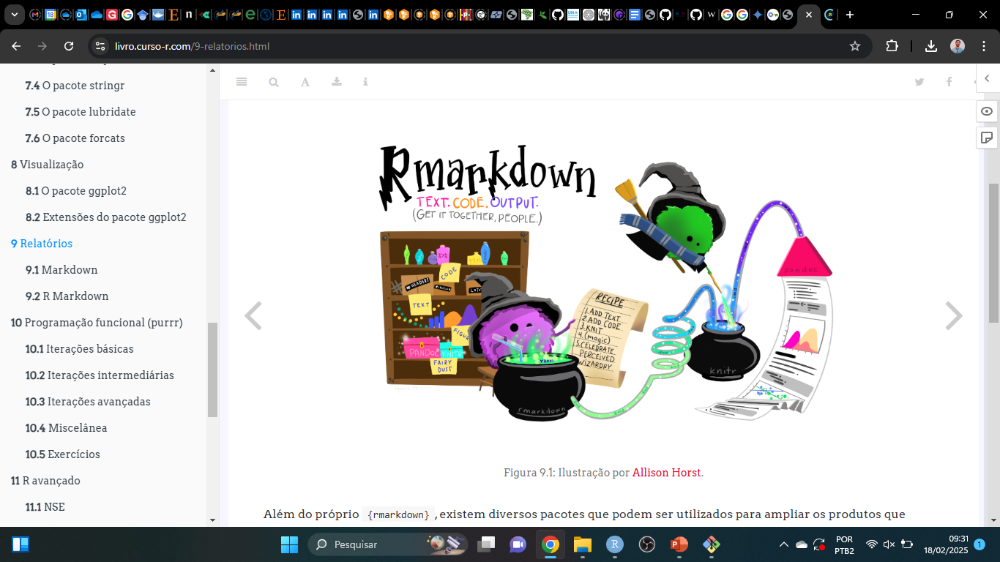 livro.curso-r.com/9-relatorios.html
7.4 O pacote stringr
7.5 O pacote lubridate
7.6 O pacote forcats
8 Visualização
8.1 O pacote ggplot2
8.2 Extensões do pacote ggplot2
9 Relatórios
9.1 Markdown
9.2 R Markdown
10 Programação funcional (purrr)
10.1 Iterações básicas
10.2 Iterações intermediárias
10.3 Iterações avançadas
10.4 Miscelânea
10.5 Exercícios
11 R avançado
11.1 NSE
Rmarkdown
TEXT. CODE. OUTPUT.
(GET IT TOGETHER, PEOPLE.)
CODE
#HEADERS
TEXT
PANDOC
KNITR
FAIRY
DUST
RECIPE
1. ADD TEXT
2. ADD CODE
3. KNIT
4. (magic)
5. CELEBRATE
PERCEIVED
WIZARDRY
rmarkdown
knitr
pandoc
Figura 9.1: Ilustração por Allison Horst.
Além do próprio {rmarkdown}, existem diversos pacotes que podem ser utilizados para ampliar os produtos que
Pesquisar
POR
PTB2
09:31
18/02/2025
1